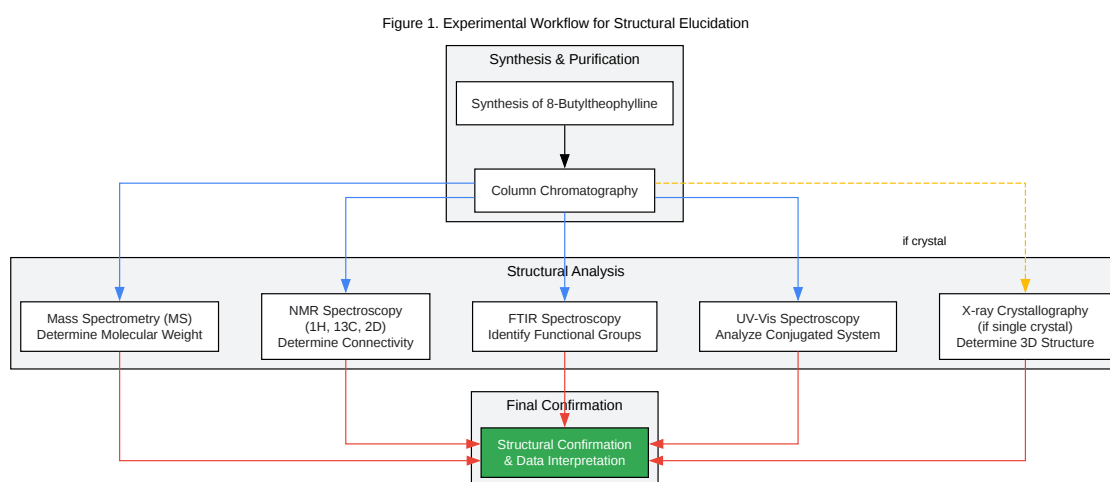 Figure 1. Experimental Workflow for Structural Elucidation
Synthesis & Purification
Synthesis of 8-Butyltheophylline
Column Chromatography
if crystal
Structural Analysis
Mass Spectrometry (MS)
Determine Molecular Weight
NMR Spectroscopy
(1H, 13C, 2D)
Determine Connectivity
FTIR Spectroscopy
Identify Functional Groups
UV-Vis Spectroscopy
Analyze Conjugated System
X-ray Crystallography
(if single crystal)
Determine 3D Structure
Final Confirmation
Structural Confirmation
& Data Interpretation